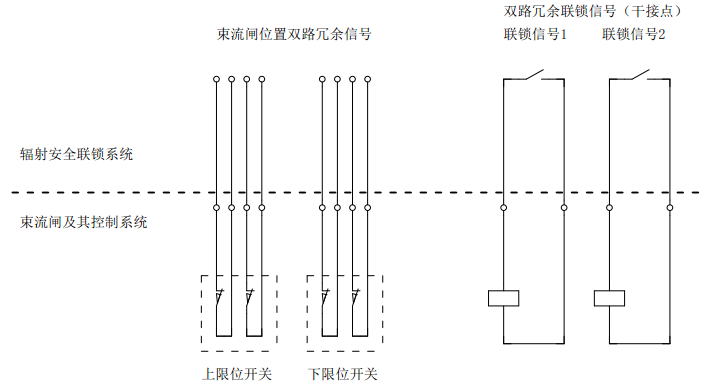 双路冗余联锁信号（干接点）
束流闸位置双路冗余信号
联锁信号1
联锁信号2
辐射安全联锁系统
束流闸及其控制系统
上限位开关
下限位开关